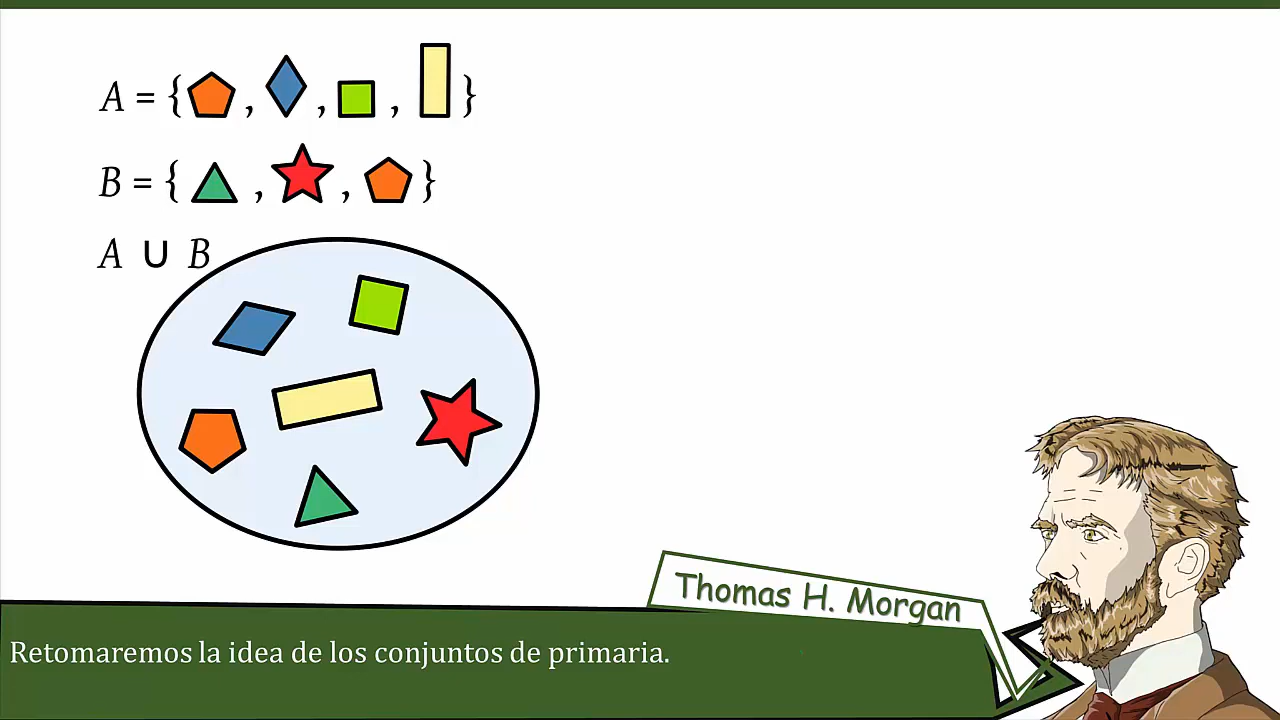 A = { , , , }
B = { , , }
A ∪ B
Thomas H. Morgan
Retomaremos la idea de los conjuntos de primaria.